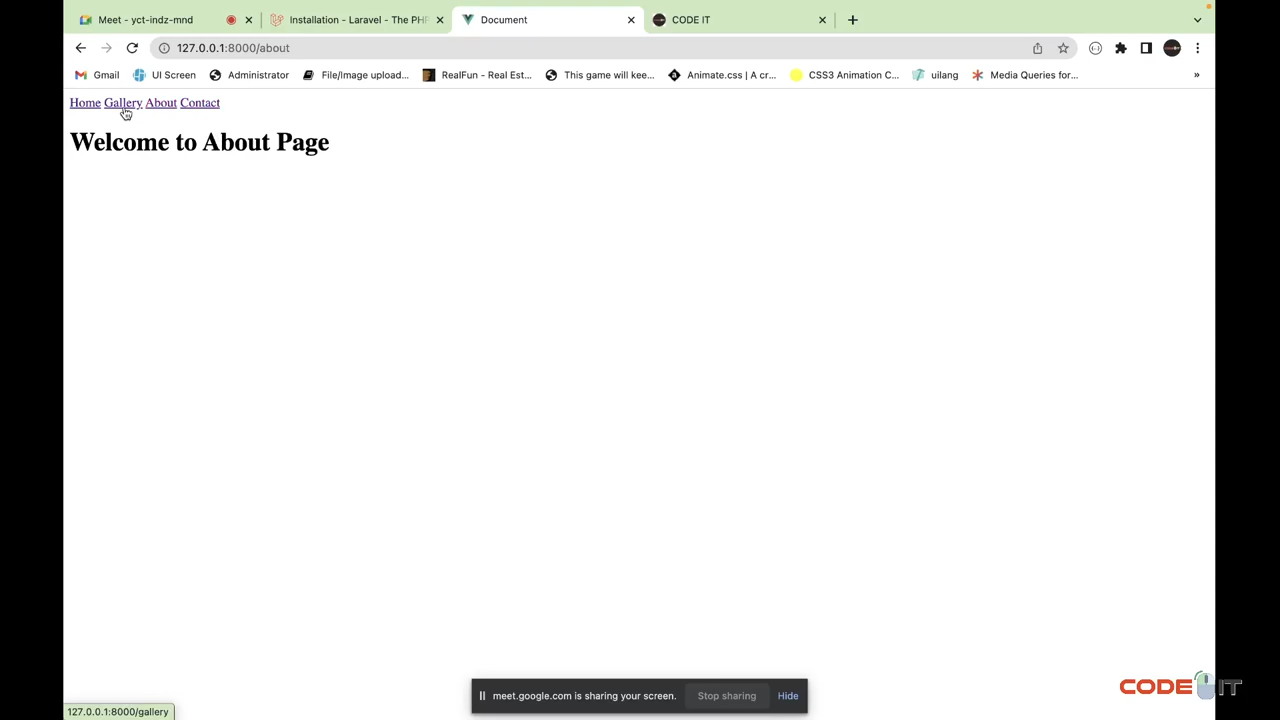 Meet - yct-indz-mnd
Installation - Laravel - The PHP
Document
CODE IT
127.0.0.1:8000/about
Gmail
UI Screen
Administrator
File/Image upload...
RealFun - Real Est...
This game will kee...
Animate.css | A cr...
CSS3 Animation C...
uilang
Media Queries for...
»
Home Gallery About Contact
Welcome to About Page
meet.google.com is sharing your screen.
Stop sharing
Hide
CODE IT
127.0.0.1:8000/gallery